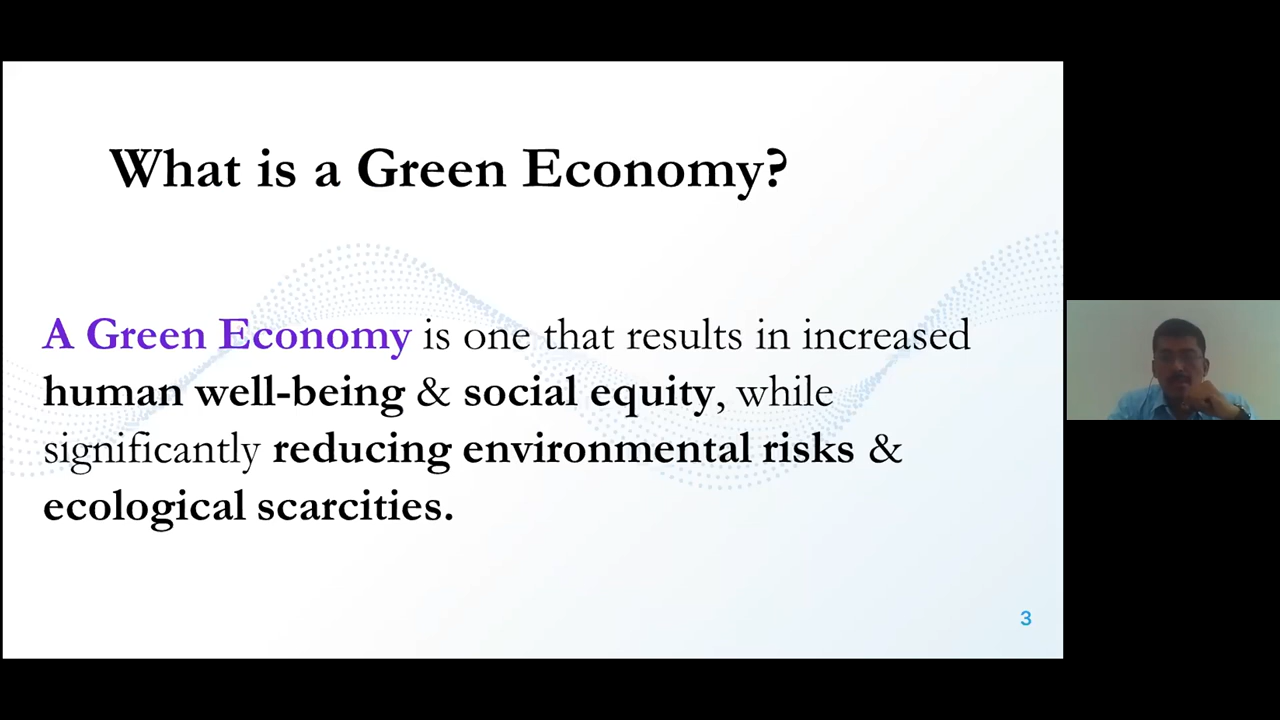 What is a Green Economy?
A Green Economy is one that results in increased
human well-being & social equity, while
significantly reducing environmental risks &
ecological scarcities.
3